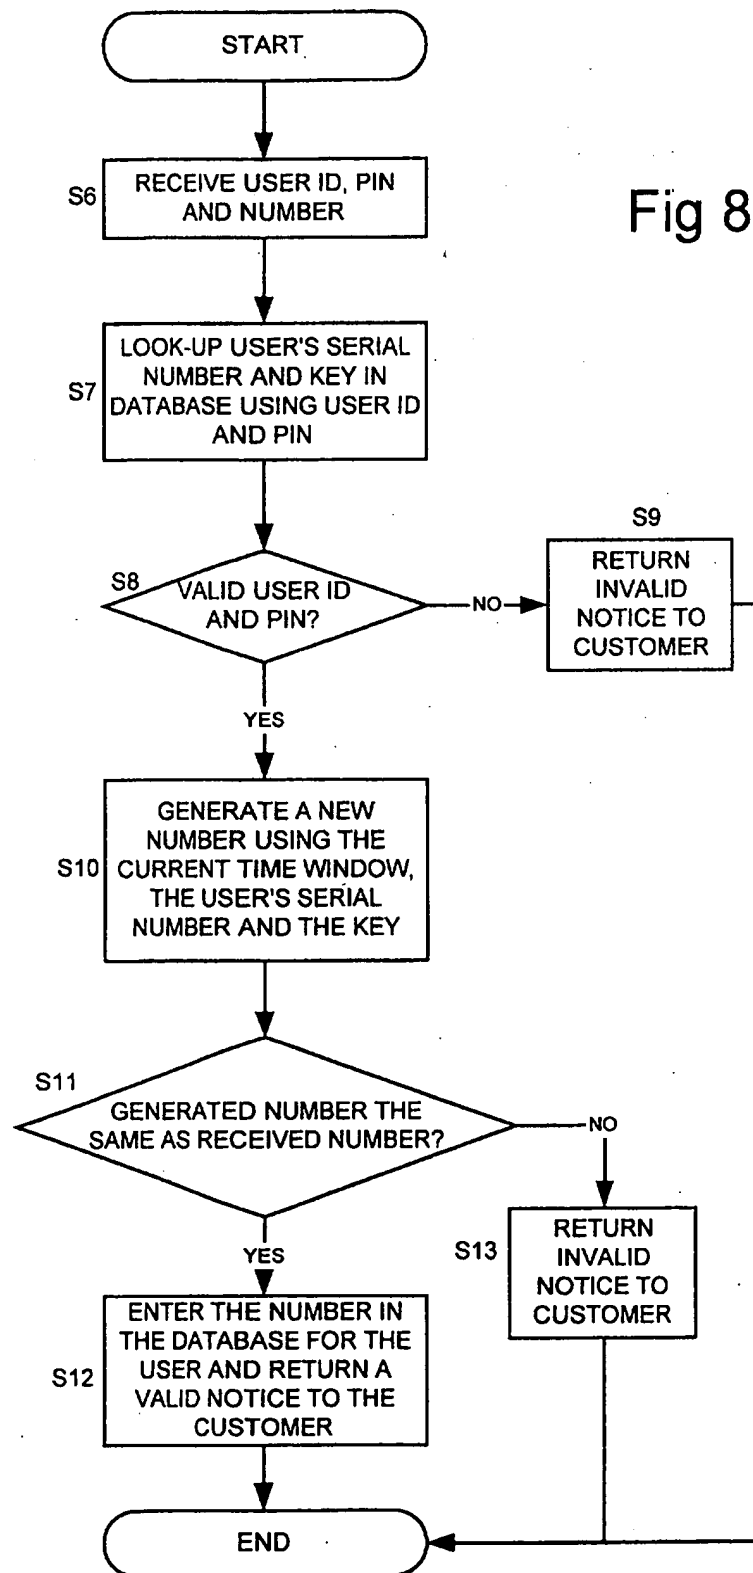 START
S6
RECEIVE USER ID, PIN
AND NUMBER
Fig 8
S7
LOOK-UP USER'S SERIAL
NUMBER AND KEY IN
DATABASE USING USER ID
AND PIN
S8
VALID USER ID
AND PIN?
NO
S9
RETURN
INVALID
NOTICE TO
CUSTOMER
YES
S10
GENERATE A NEW
NUMBER USING THE
CURRENT TIME WINDOW,
THE USER'S SERIAL
NUMBER AND THE KEY
S11
GENERATED NUMBER THE
SAME AS RECEIVED NUMBER?
NO
S13
RETURN
INVALID
NOTICE TO
CUSTOMER
YES
S12
ENTER THE NUMBER IN
THE DATABASE FOR THE
USER AND RETURN A
VALID NOTICE TO THE
CUSTOMER
END